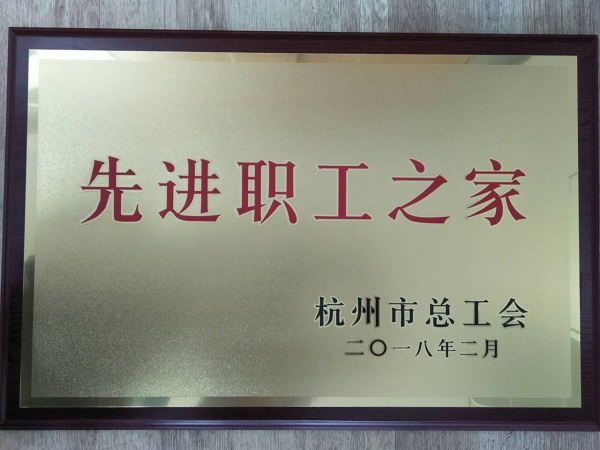 先进职工之家
杭州市总工会
二〇一八年二月